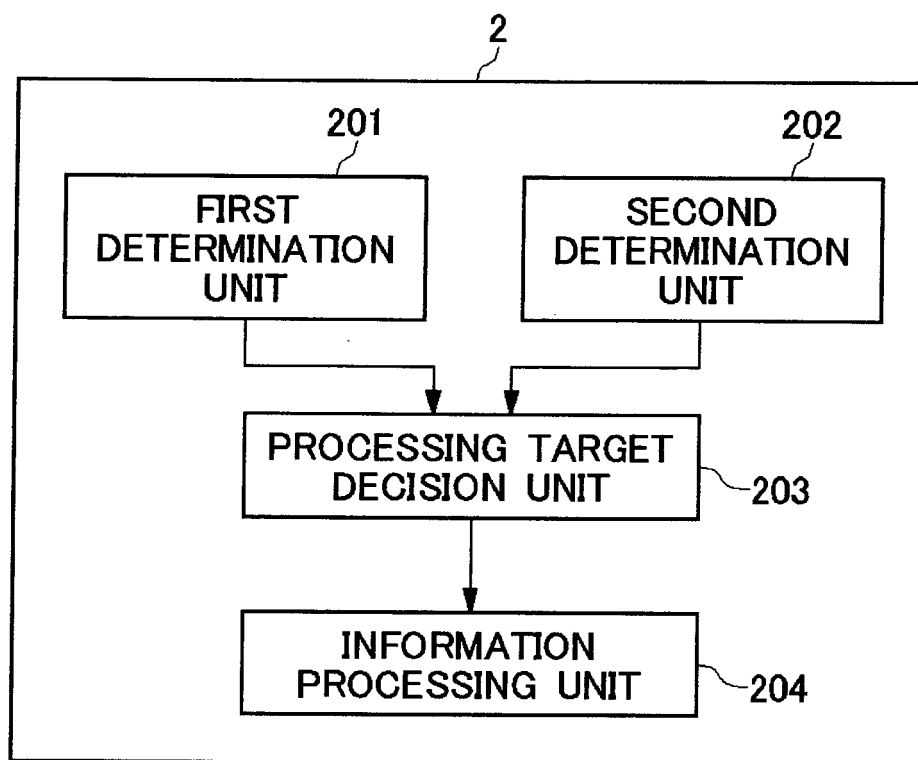 2
201
202
FIRST
DETERMINATION
UNIT
SECOND
DETERMINATION
UNIT
PROCESSING TARGET
DECISION UNIT
203
INFORMATION
PROCESSING UNIT
204